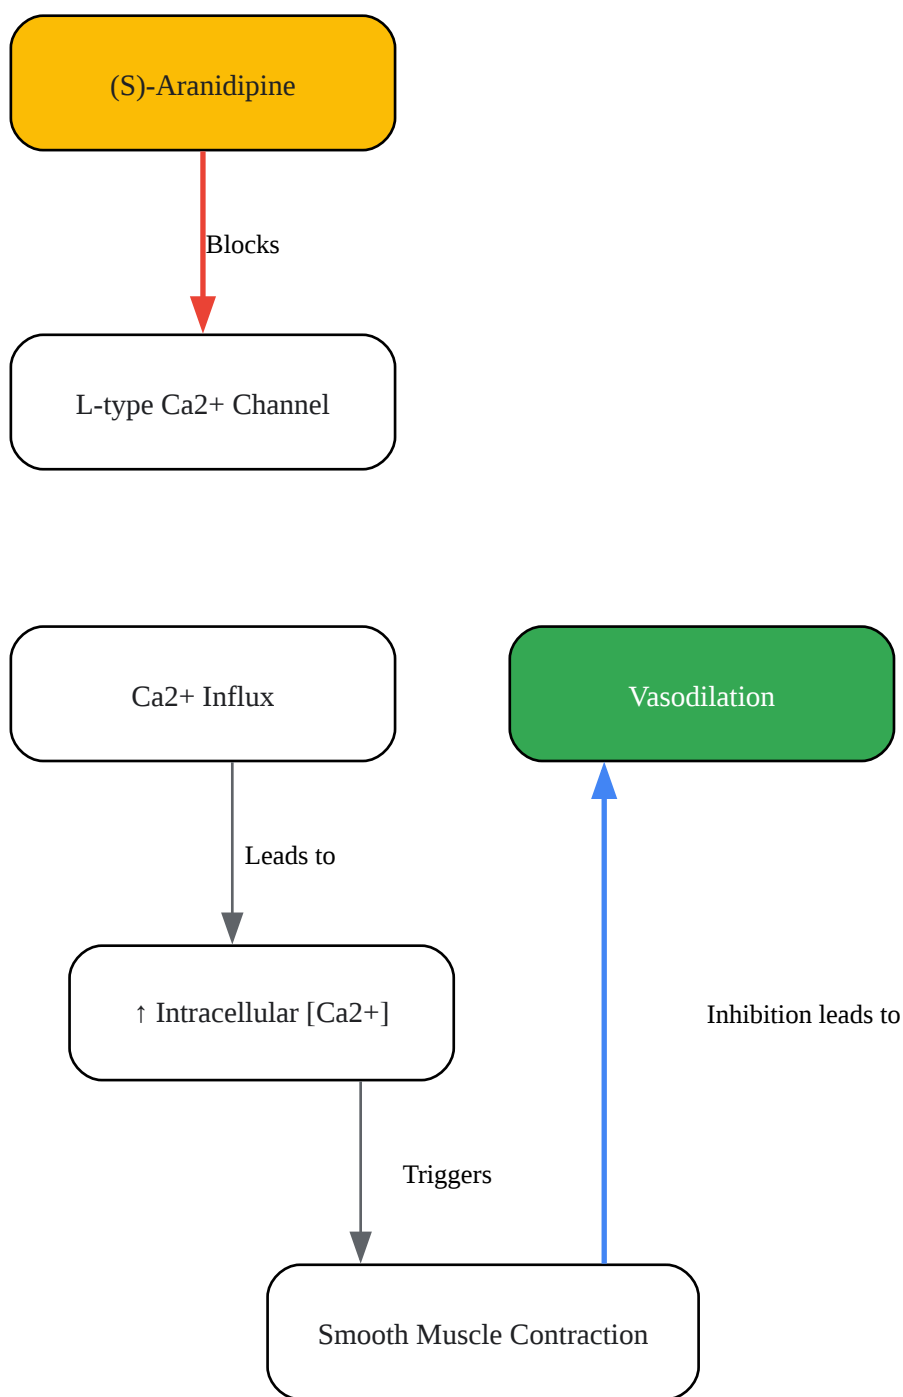 (S)-Aranidipine
Blocks
L-type Ca2+ Channel
Ca2+ Influx
Vasodilation
Leads to
↑ Intracellular [Ca2+]
Inhibition leads to
Triggers
Smooth Muscle Contraction